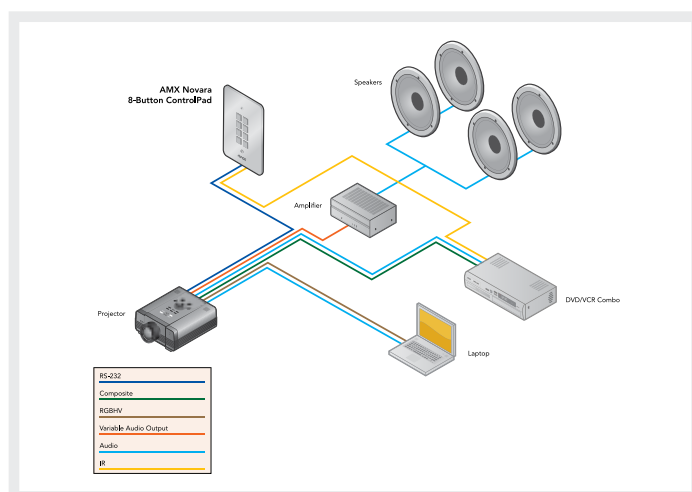 AMX Novara
8-Button ControlPad
Speakers
Amplifier
DVD/VCR Combo
Projector
Laptop
RS-232
Composite
RGBHV
Variable Audio Output
Audio
IR